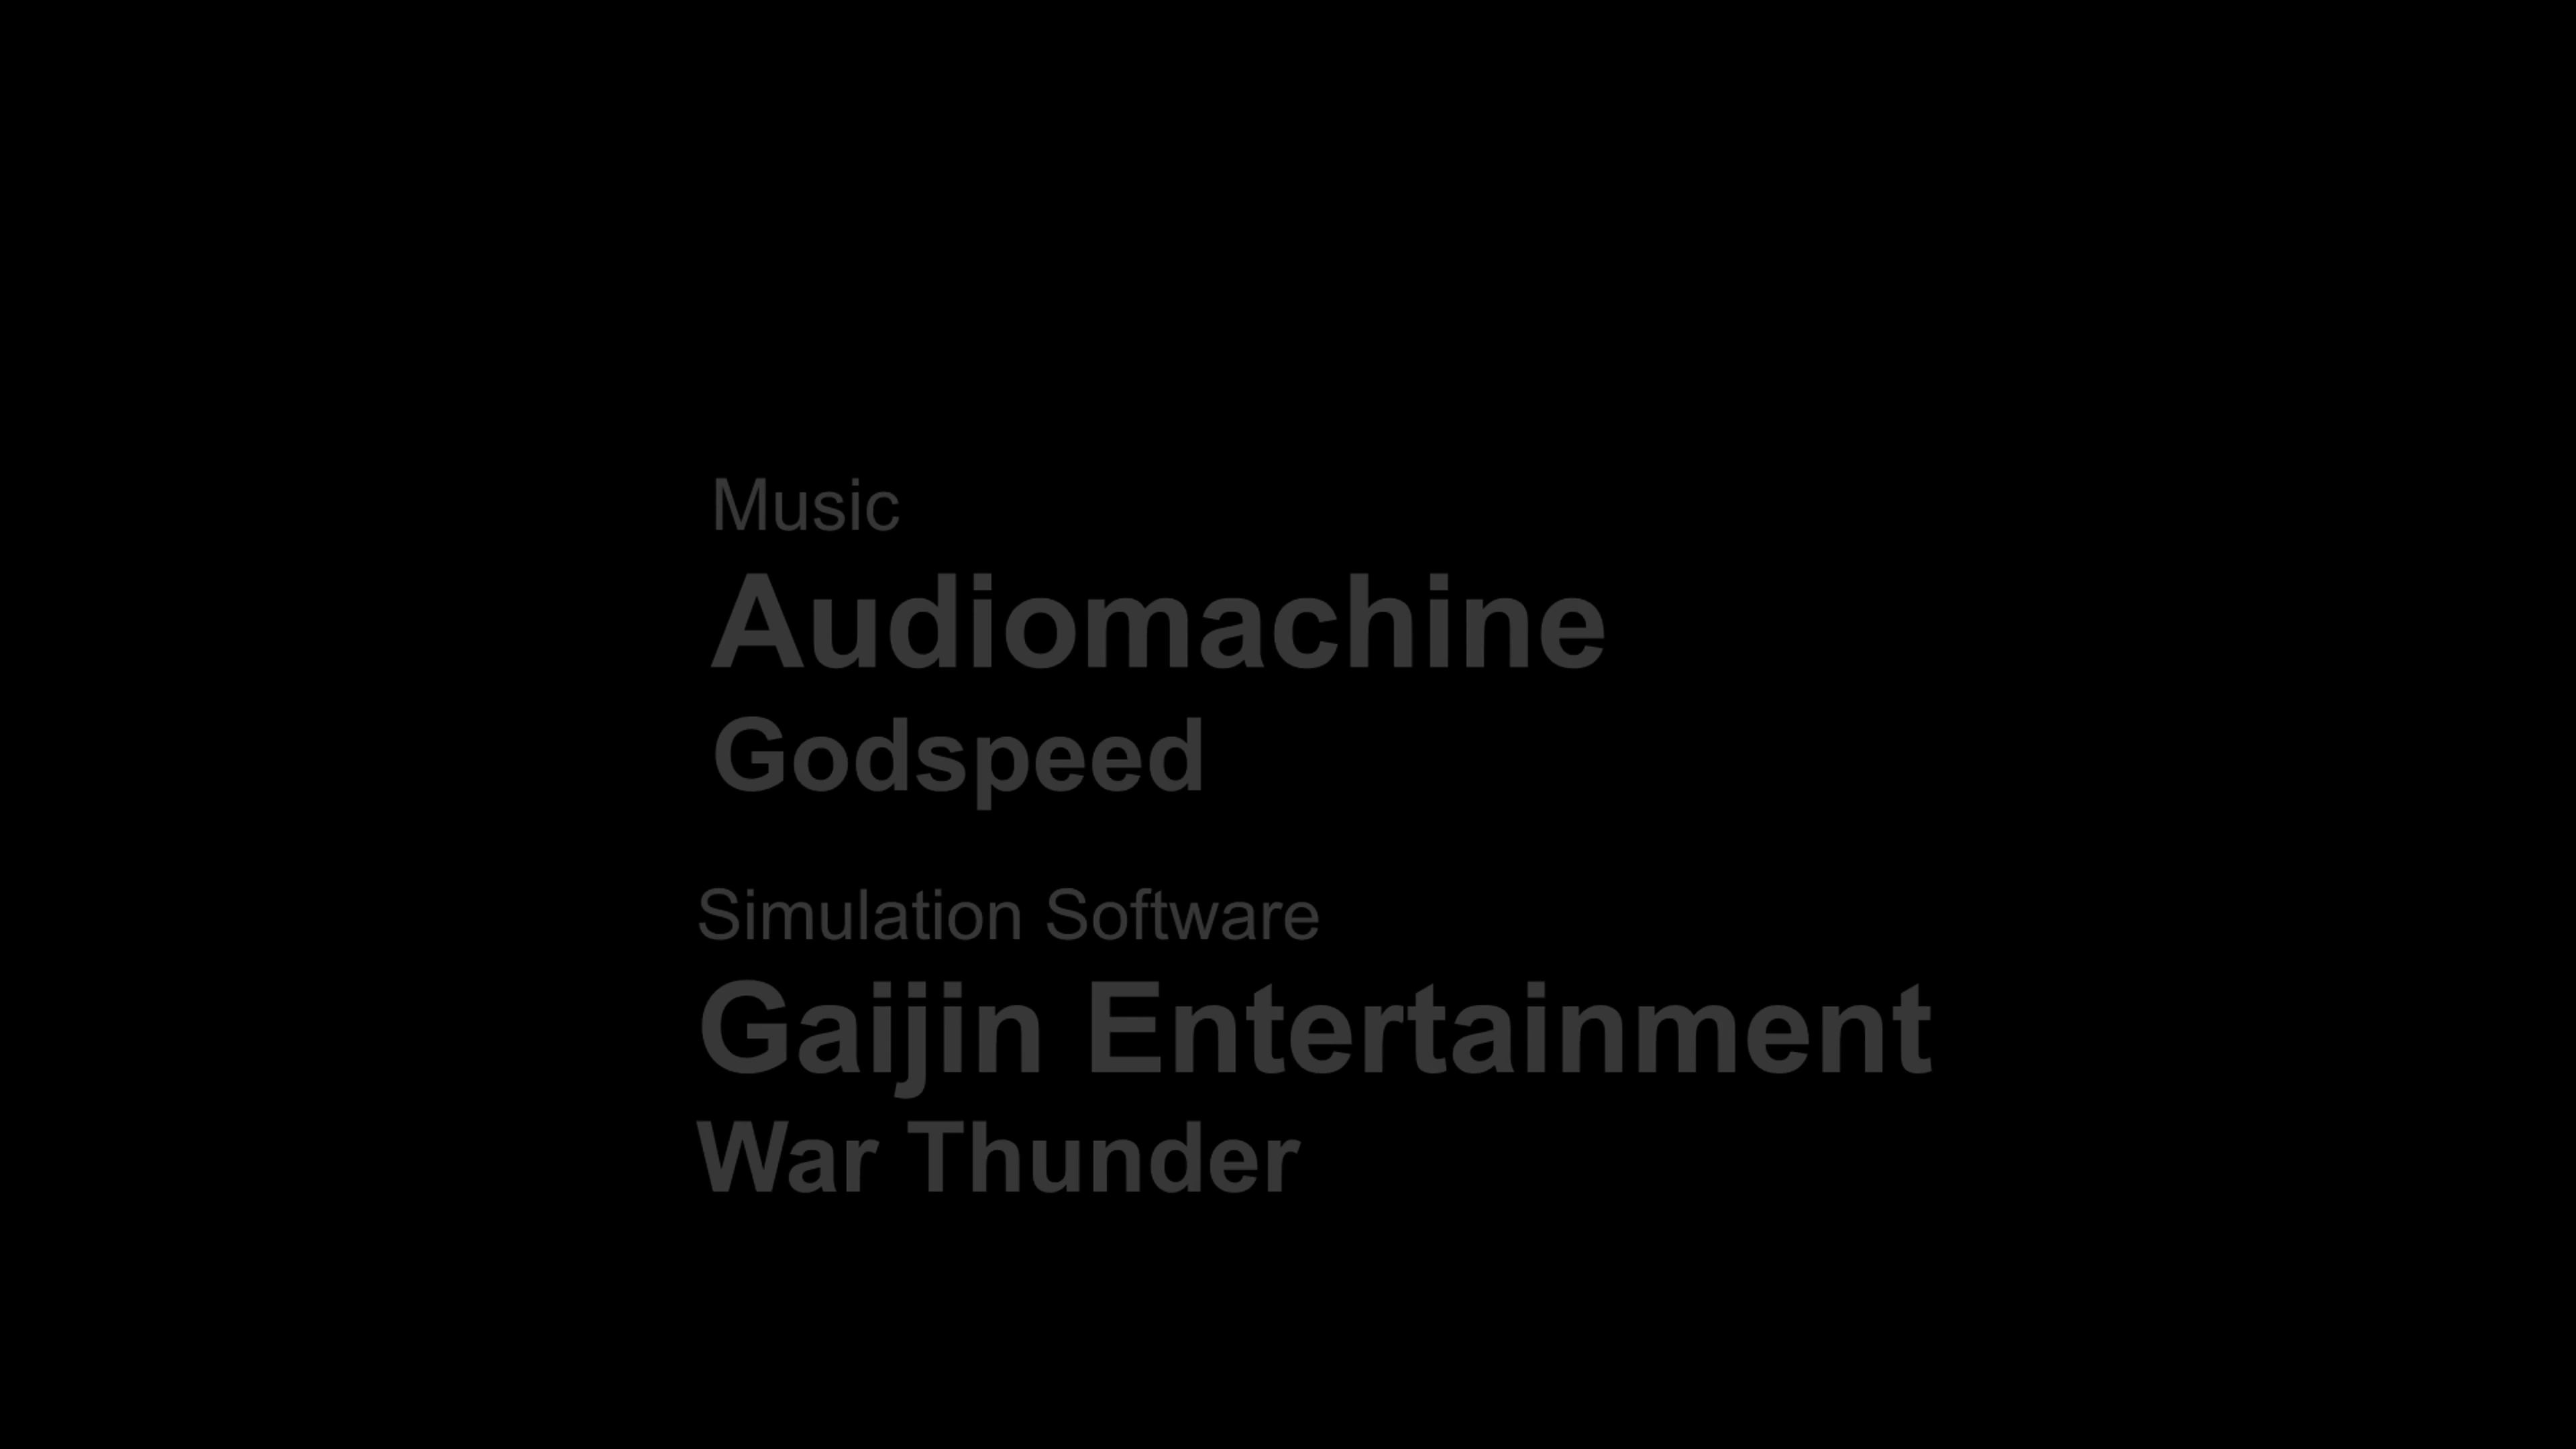 Music
Audiomachine
Godspeed
Simulation Software
Gaijin Entertainment
War Thunder